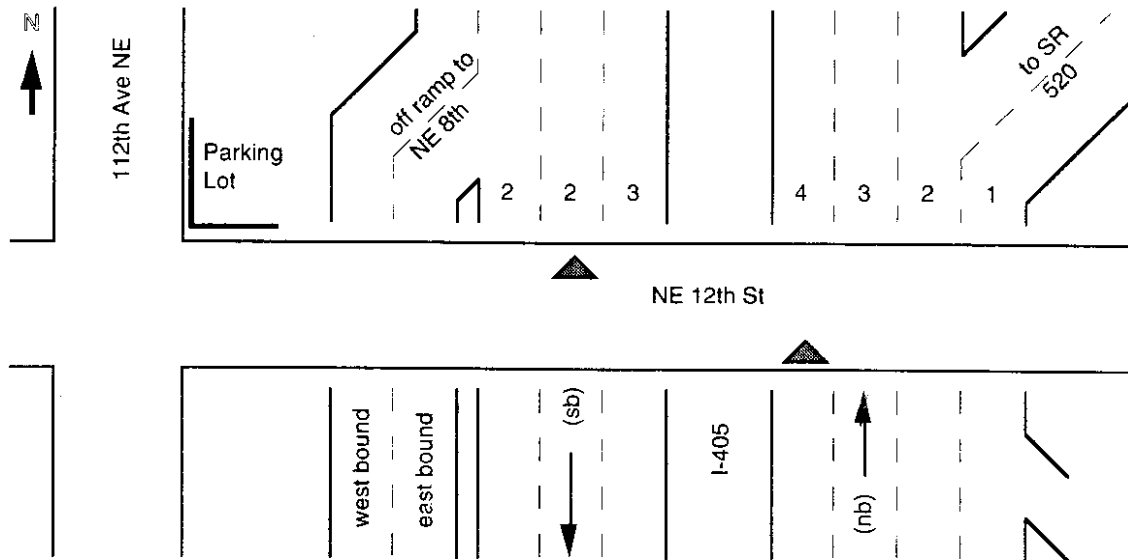 N
112th Ave NE
Parking
Lot
off ramp to
NE 8th
2 2 3
4 3 2 1
to SR
520
NE 12th St
west bound
east bound
(sb)
I-405
(nb)